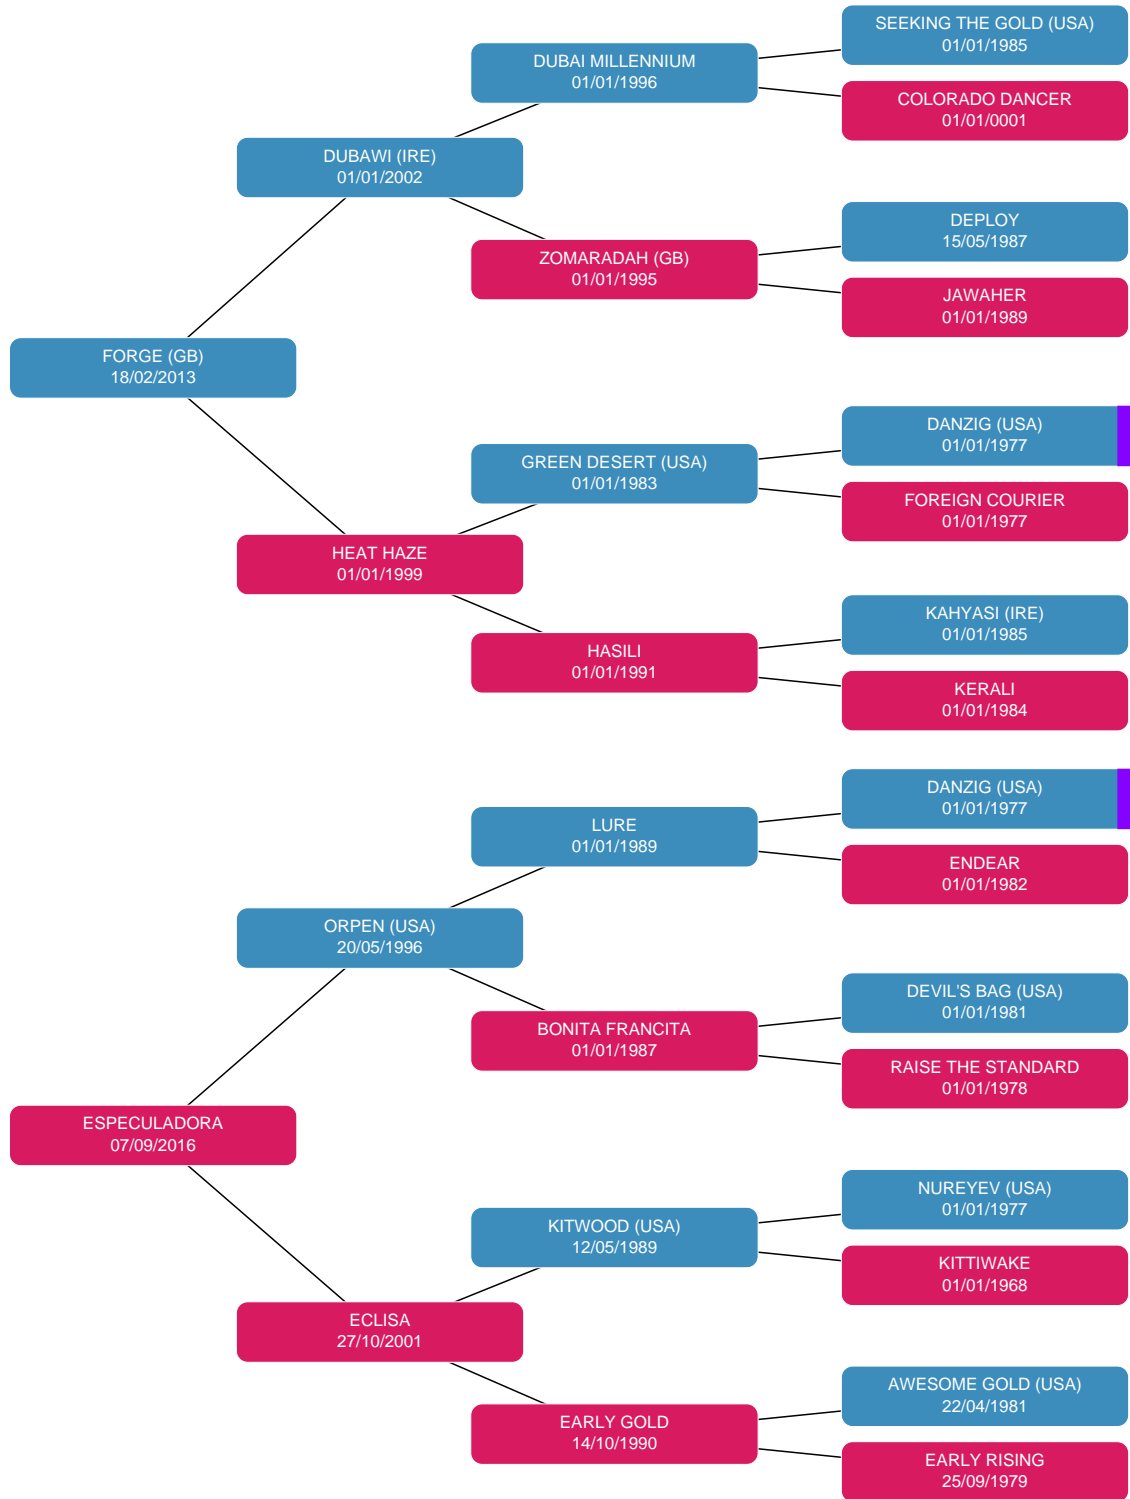 SEEKING THE GOLD (USA)
01/01/1985
DUBAI MILLENNIUM
01/01/1996
COLORADO DANCER
01/01/0001
DUBAWI (IRE)
01/01/2002
DEPLOY
15/05/1987
ZOMARADAH (GB)
01/01/1995
JAWAHER
01/01/1989
FORGE (GB)
18/02/2013
DANZIG (USA)
01/01/1977
GREEN DESERT (USA)
01/01/1983
FOREIGN COURIER
01/01/1977
HEAT HAZE
01/01/1999
KAHYASI (IRE)
01/01/1985
HASILI
01/01/1991
KERALI
01/01/1984
DANZIG (USA)
01/01/1977
LURE
01/01/1989
ENDEAR
01/01/1982
ORPEN (USA)
20/05/1996
DEVIL'S BAG (USA)
01/01/1981
BONITA FRANCITA
01/01/1987
RAISE THE STANDARD
01/01/1978
ESPECULADORA
07/09/2016
NUREYEV (USA)
01/01/1977
KITWOOD (USA)
12/05/1989
KITTIWAKE
01/01/1968
ECLISA
27/10/2001
AWESOME GOLD (USA)
22/04/1981
EARLY GOLD
14/10/1990
EARLY RISING
25/09/1979